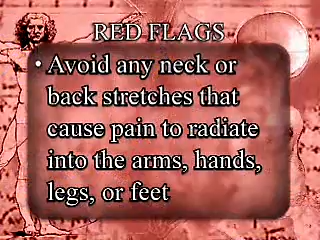 RED FLAGS
• Avoid any neck or
back stretches that
cause pain to radiate
into the arms, hands,
legs, or feet